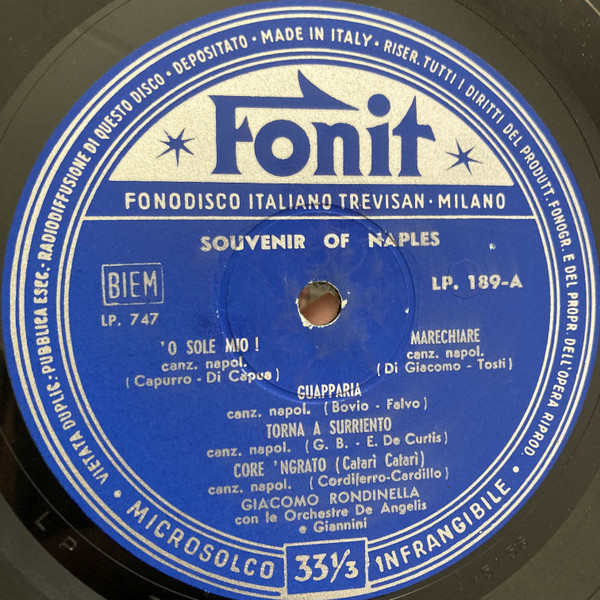 VIETATA DUPLIC. PUBBLICA ESEC. RADIODIFFUSIONE DI QUESTO DISCO • DEPOSITATO • MADE IN ITALY • RISER. TUTTI I DIRITTI DEL PRODUTT. FONOGR. E DEL PROPR. DELL'OPERA RIPROD.
Fonit
FONODISCO ITALIANO TREVISAN · MILANO
SOUVENIR OF NAPLES
BIEM
LP. 189-A
LP. 747
'O SOLE MIO !
canz. napol.
(Capurro - Di Capua)
MARECHIARE
canz. napol.
(Di Giacomo - Tosti)
GUAPPARIA
canz. napol. (Bovio - Falvo)
TORNA A SURRIENTO
canz. napol. (G. B. - E. De Curtis)
CORE 'NGRATO (Catarì Catarì)
canz. napol. (Cordiferro-Cardillo)
GIACOMO RONDINELLA
con le Orchestre De Angelis
e Giannini
• MICROSOLCO 33 1/3 INFRANGIBILE •